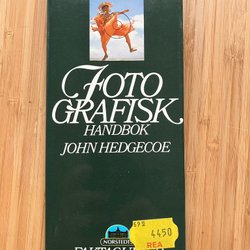 FOTO
GRAFISK
HANDBOK
JOHN HEDGECOE
NORSTEDTS
4450
REA